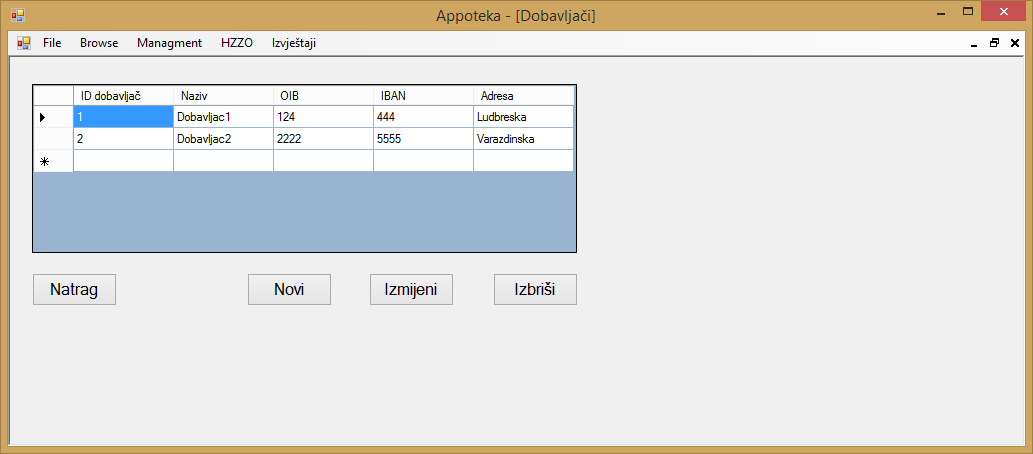 Appoteka - [Dobavljači]
File Browse Managment HZZO Izvještaji
ID dobavljač Naziv OIB IBAN Adresa
1 Dobavljac1 124 444 Ludbreska
2 Dobavljac2 2222 5555 Varazdinska
Natrag Novi Izmijeni Izbriši